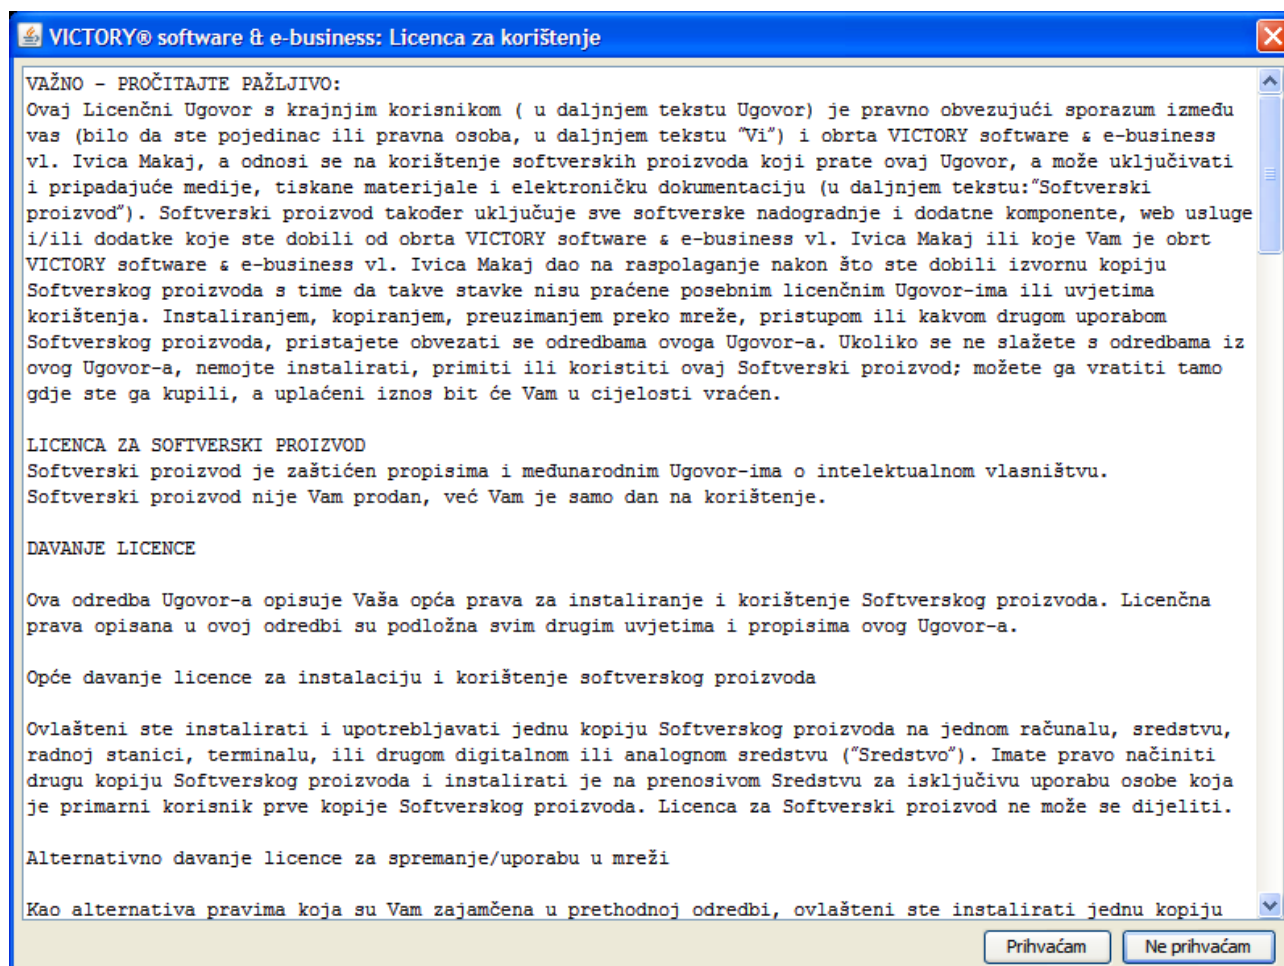 VICTORY® software & e-business: Licenca za korištenje
VAŽNO - PROČITAJTE PAŽLJIVO:
Ovaj Licenčni Ugovor s krajnjim korisnikom ( u daljnjem tekstu Ugovor) je pravno obvezujući sporazum između
vas (bilo da ste pojedinac ili pravna osoba, u daljnjem tekstu "Vi") i obrta VICTORY software & e-business
vl. Ivica Makaj, a odnosi se na korištenje softverskih proizvoda koji prate ovaj Ugovor, a može uključivati
i pripadajuće medije, tiskane materijale i elektroničku dokumentaciju (u daljnjem tekstu:"Softverski
proizvod"). Softverski proizvod također uključuje sve softverske nadogradnje i dodatne komponente, web usluge
i/ili dodatke koje ste dobili od obrta VICTORY software & e-business vl. Ivica Makaj ili koje Vam je obrt
VICTORY software & e-business vl. Ivica Makaj dao na raspolaganje nakon što ste dobili izvornu kopiju
Softverskog proizvoda s time da takve stavke nisu praćene posebnim licenčnim Ugovor-ima ili uvjetima
korištenja. Instaliranjem, kopiranjem, preuzimanjem preko mreže, pristupom ili kakvom drugom uporabom
Softverskog proizvoda, pristajete obvezati se odredbama ovoga Ugovor-a. Ukoliko se ne slažete s odredbama iz
ovog Ugovor-a, nemojte instalirati, primiti ili koristiti ovaj Softverski proizvod; možete ga vratiti tamo
gdje ste ga kupili, a uplaćeni iznos bit će Vam u cijelosti vraćen.
LICENCA ZA SOFTVERSKI PROIZVOD
Softverski proizvod je zaštićen propisima i međunarodnim Ugovor-ima o intelektualnom vlasništvu.
Softverski proizvod nije Vam prodan, već Vam je samo dan na korištenje.
DAVANJE LICENCE
Ova odredba Ugovor-a opisuje Vaša opća prava za instaliranje i korištenje Softverskog proizvoda. Licenčna
prava opisana u ovoj odredbi su podložna svim drugim uvjetima i propisima ovog Ugovor-a.
Opće davanje licence za instalaciju i korištenje softverskog proizvoda
Ovlašteni ste instalirati i upotrebljavati jednu kopiju Softverskog proizvoda na jednom računalu, sredstvu,
radnoj stanici, terminalu, ili drugom digitalnom ili analognom sredstvu ("Sredstvo"). Imate pravo načiniti
drugu kopiju Softverskog proizvoda i instalirati je na prenosivom Sredstvu za isključivu uporabu osobe koja
je primarni korisnik prve kopije Softverskog proizvoda. Licenca za Softverski proizvod ne može se dijeliti.
Alternativno davanje licence za spremanje/uporabu u mreži
Kao alternativa pravima koja su Vam zajamčena u prethodnoj odredbi, ovlašteni ste instalirati jednu kopiju
Prihvaćam
Ne prihvaćam